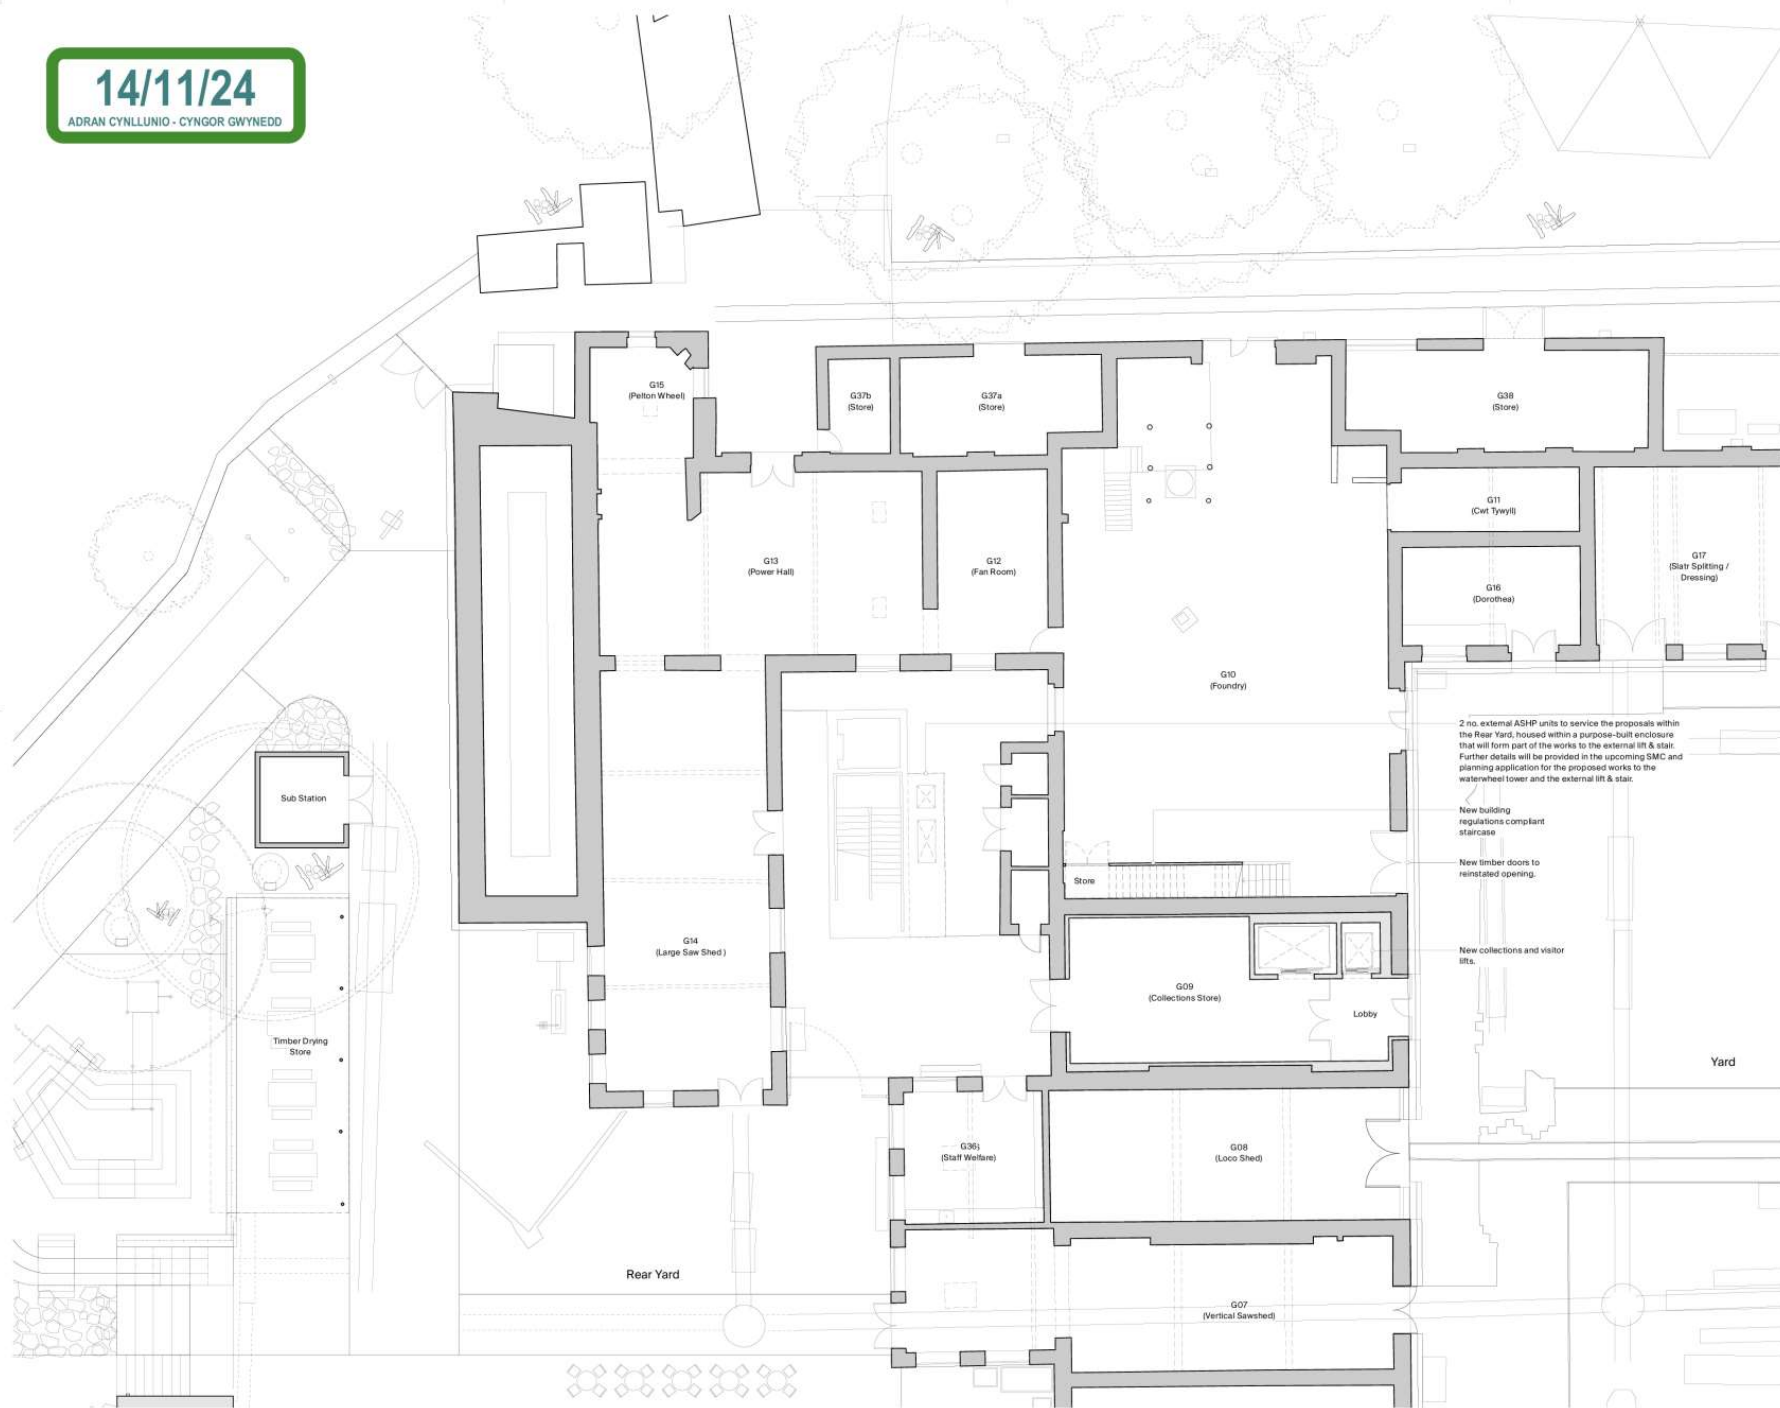 14/11/24
ADRAN CYNLLUNIO - CYNGOR GWYNEDD
G15
(Pelton Wheel)
G37b
(Store)
G37a
(Store)
G38
(Store)
G11
(Cwt Tywyll)
G13
(Power Hall)
G12
(Fan Room)
G17
(Slatr Splitting /
Dressing)
G16
(Dorothea)
G10
(Foundry)
2 no. external ASHP units to service the proposals within
the Rear Yard, housed within a purpose-built enclosure
that will form part of the works to the external lift & stair.
Further details will be provided in the upcoming SMC and
planning application for the proposed works to the
waterwheel tower and the external lift & stair.
Sub Station
New building
regulations compliant
staircase
New timber doors to
reinstated opening.
Store
G14
(Large Saw Shed )
New collections and visitor
lifts.
G09
(Collections Store)
Lobby
Timber Drying
Store
Yard
G36j
(Staff Welfare)
G08
(Loco Shed)
Rear Yard
G07
(Vertical Sawshed)